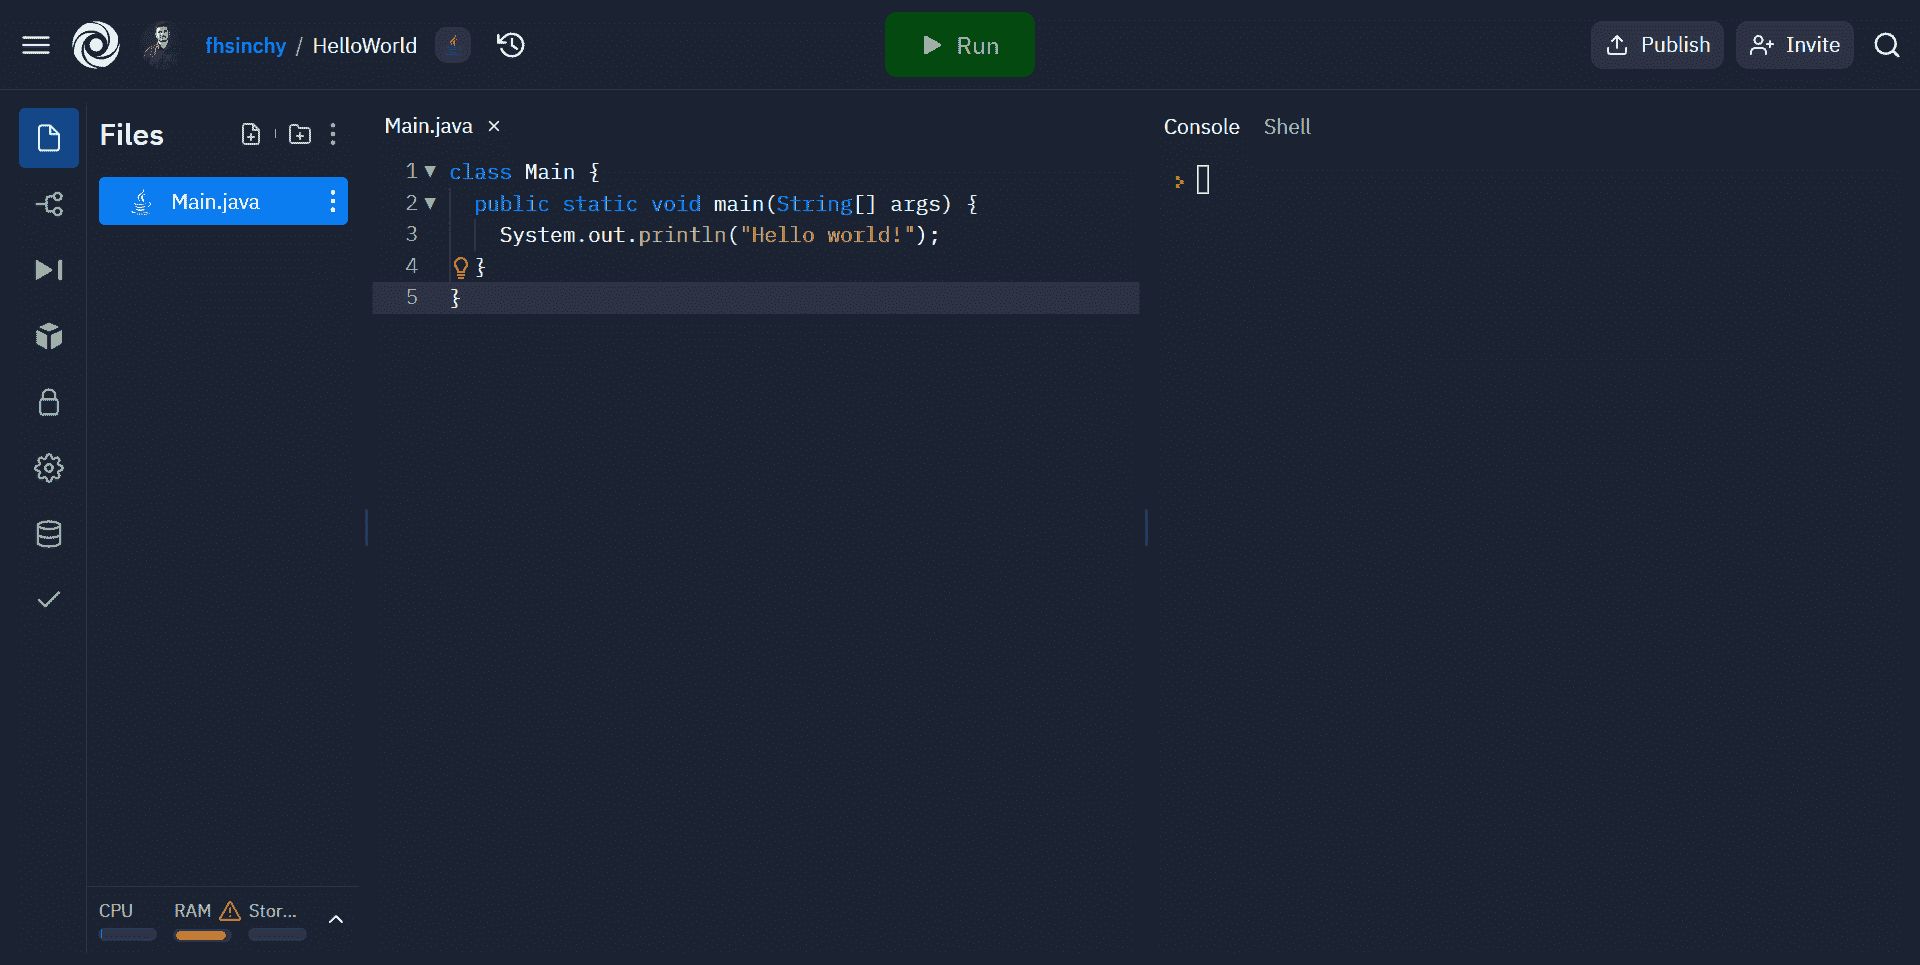 fhsinchy / HelloWorld
Run
Publish
Invite
Files
Main.java
Main.java ×
1 class Main {
2 public static void main(String[] args) {
3 System.out.println("Hello world!");
4 }
5 }
Console Shell
CPU RAM Stor...